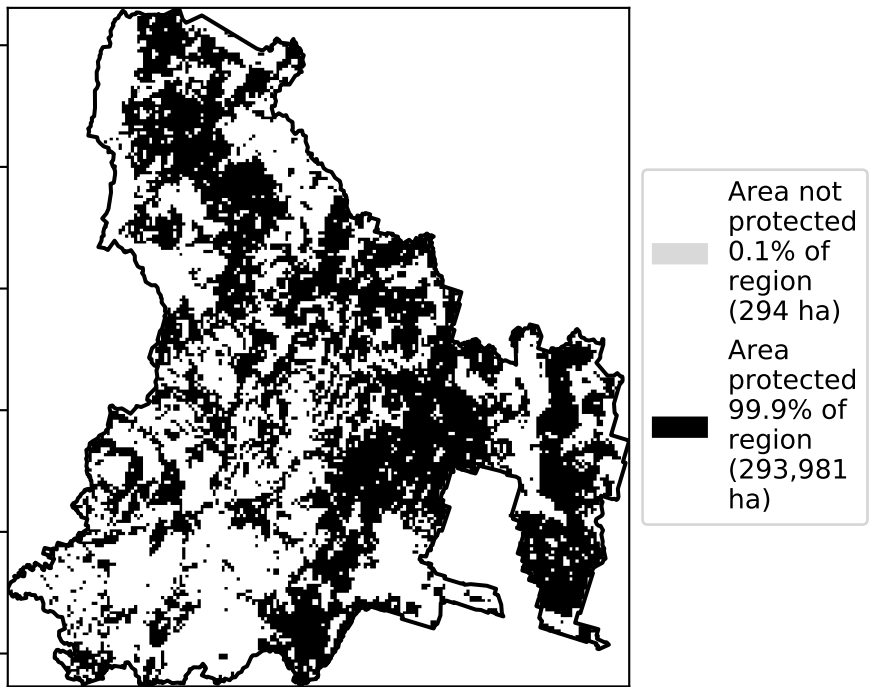 Area not
protected
0.1% of
region
(294 ha)
Area
protected
99.9% of
region
(293,981
ha)